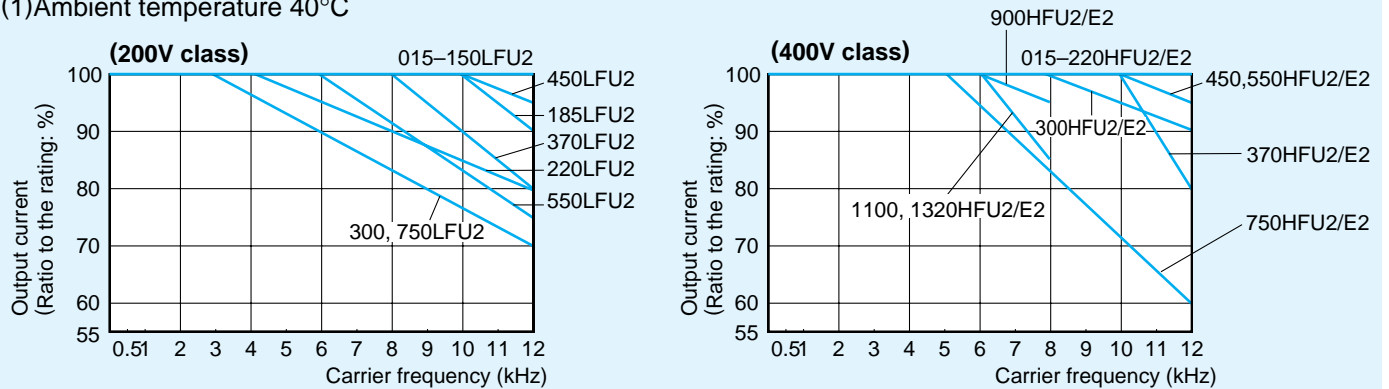 (1)Ambient temperature 40°C
(200V class)
015–150LFU2
100
90
80
70
60
55
Output current
(Ratio to the rating: %)
450LFU2
185LFU2
370LFU2
220LFU2
550LFU2
300, 750LFU2
0.51 2 3 4 5 6 7 8 9 10 11 12
Carrier frequency (kHz)
900HFU2/E2
(400V class)
015–220HFU2/E2
100
90
80
70
60
55
Output current
(Ratio to the rating: %)
450,550HFU2/E2
300HFU2/E2
370HFU2/E2
1100, 1320HFU2/E2
750HFU2/E2
0.51 2 3 4 5 6 7 8 9 10 11 12
Carrier frequency (kHz)